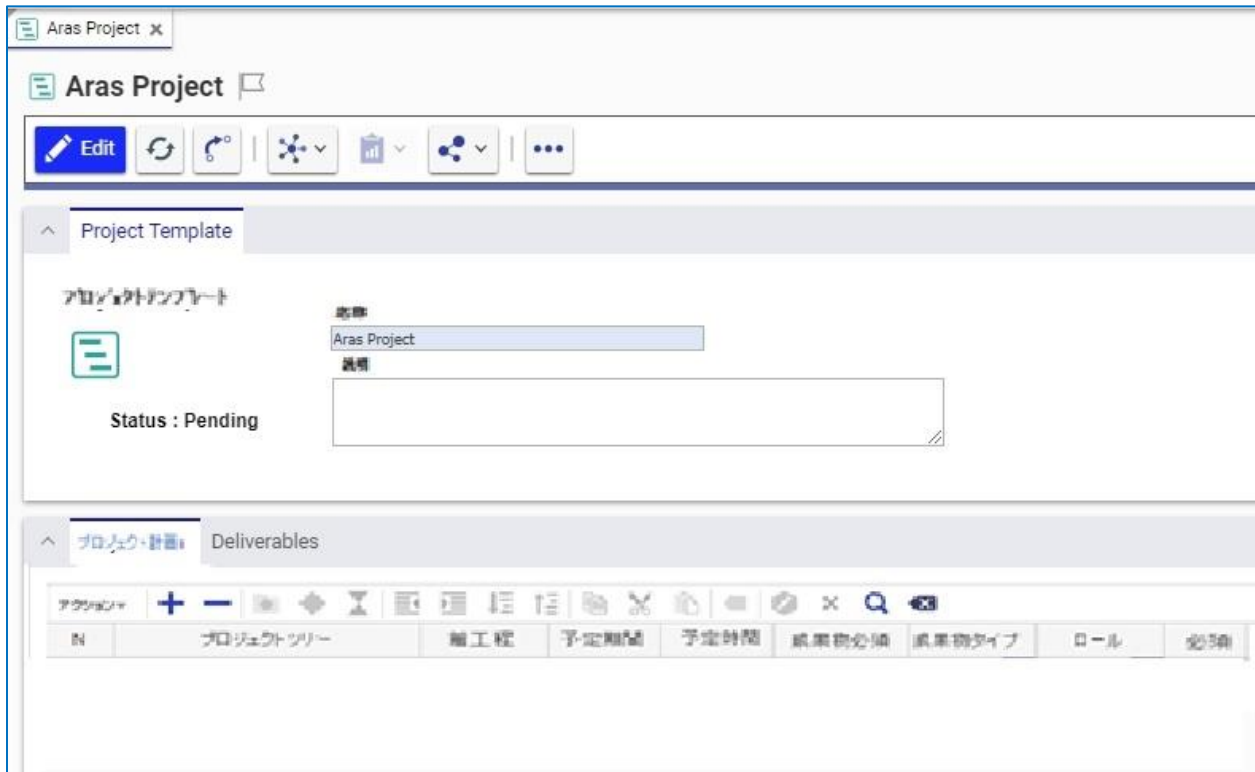 Aras Project
Aras Project
Edit
Project Template
プロジェクトテンプレート
名称
Aras Project
説明
Status : Pending
プロジェクト計画 Deliverables
アクション
N プロジェクトツリー 予定期間 予定時間 成果物必須 成果物タイプ ロール 必須